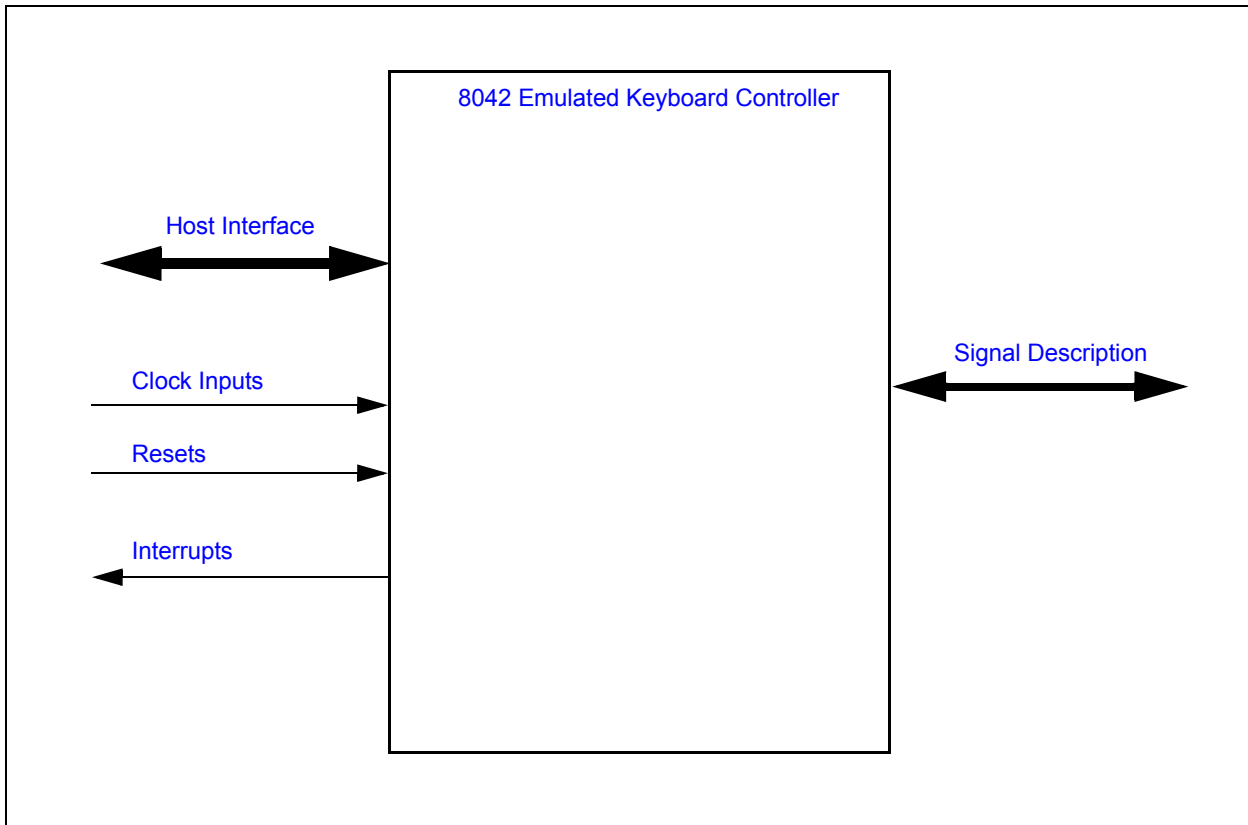 8042 Emulated Keyboard Controller
Host Interface
Signal Description
Clock Inputs
Resets
Interrupts